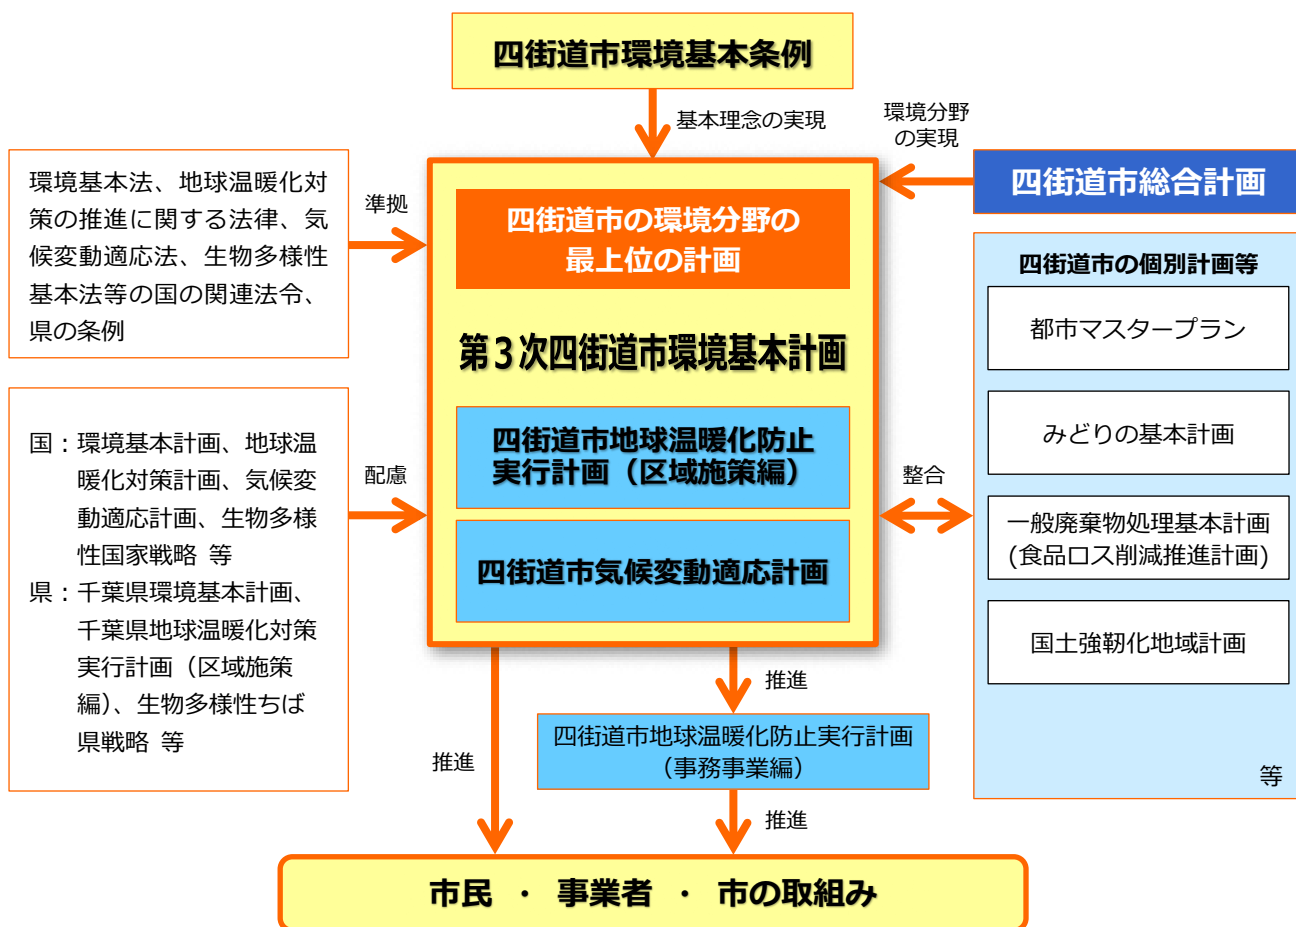 四街道市環境基本条例
基本理念の実現
環境分野
の実現
四街道市総合計画
環境基本法、地球温暖化対
策の推進に関する法律、気
候変動適応法、生物多様性
基本法等の国の関連法令、
県の条例
準拠
四街道市の環境分野の
最上位の計画
第３次四街道市環境基本計画
四街道市地球温暖化防止
実行計画（区域施策編）
四街道市気候変動適応計画
国：環境基本計画、地球温
暖化対策計画、気候変
動適応計画、生物多様
性国家戦略 等
県：千葉県環境基本計画、
千葉県地球温暖化対策
実行計画（区域施策
編）、生物多様性ちば
県戦略 等
配慮
整合
四街道市の個別計画等
都市マスタープラン
みどりの基本計画
一般廃棄物処理基本計画
(食品ロス削減推進計画)
国土強靭化地域計画
等
推進
推進
四街道市地球温暖化防止実行計画
（事務事業編）
推進
市民 ・ 事業者 ・ 市の取組み